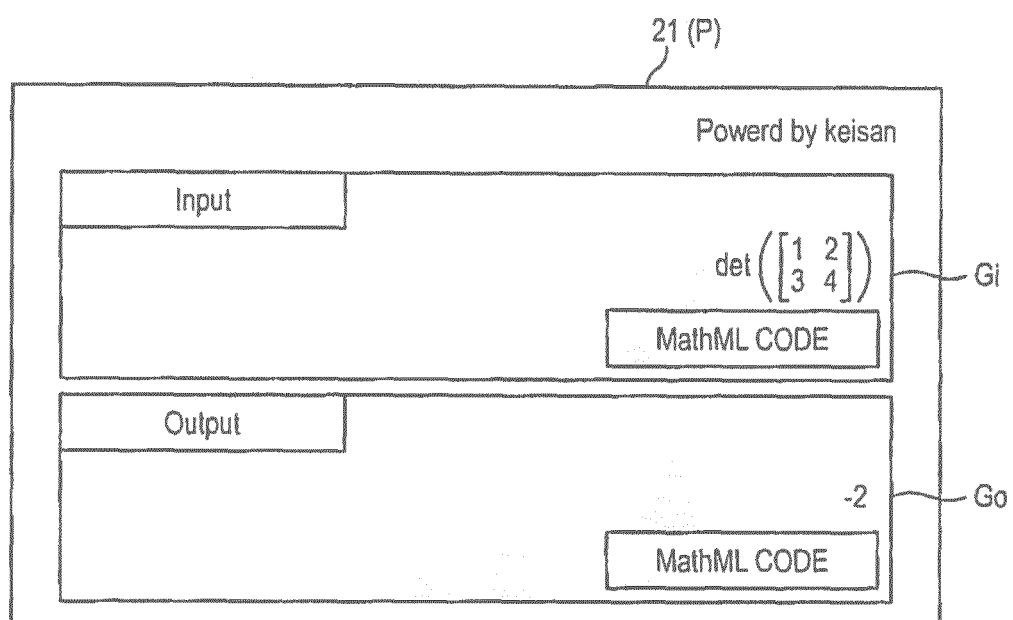 21 (P)
Powerd by keisan
Input
det([1 2
3 4])
Gi
MathML CODE
Output
-2
Go
MathML CODE